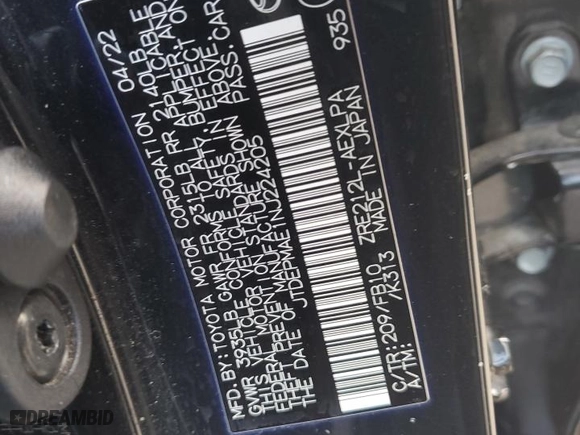 MFD. BY: TOYOTA MOTOR CORPORATION 04/22
GVWR 3935LB GAWR FR 2315LB RR 2140LB
THIS VEHICLE CONFORMS TO ALL APPLICABLE
FEDERAL MOTOR VEHICLE SAFETY, BUMPER, AND
THEFT PREVENTION STANDARDS IN EFFECT ON
THE DATE OF MANUFACTURE SHOWN ABOVE.
JTDEPMAE1NJ224205 PASS. CAR
C/TR: 209/FB10 ZRE212L-AEXLPA 935
A/TM: /K313 MADE IN JAPAN
DREAMBID